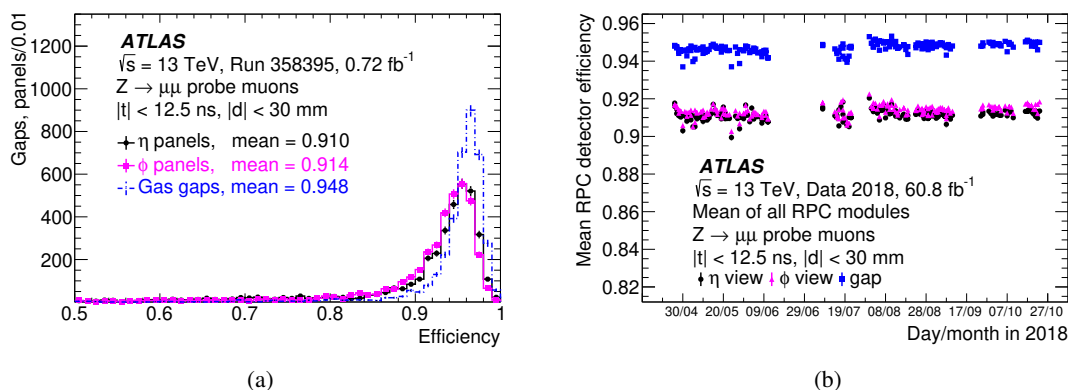 Gaps, panels/0.01
1200
1000
800
600
400
200
0
ATLAS
√s = 13 TeV, Run 358395, 0.72 fb⁻¹
Z → μμ probe muons
|t| < 12.5 ns, |d| < 30 mm
η panels, mean = 0.910
ϕ panels, mean = 0.914
Gas gaps, mean = 0.948
0.5 0.6 0.7 0.8 0.9 1
Efficiency
(a)
Mean RPC detector efficiency
0.96
0.94
0.92
0.9
0.88
0.86
0.84
0.82
ATLAS
√s = 13 TeV, Data 2018, 60.8 fb⁻¹
Mean of all RPC modules
Z → μμ probe muons
|t| < 12.5 ns, |d| < 30 mm
η view ϕ view gap
30/04 20/05 09/06 29/06 19/07 08/08 28/08 17/09 07/10 27/10
Day/month in 2018
(b)